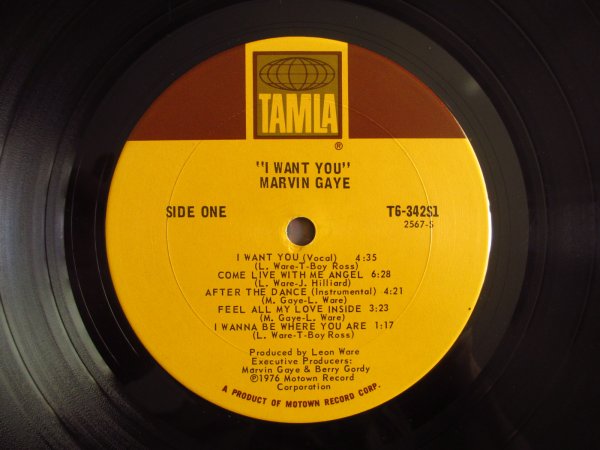 TAMLA
®
"I WANT YOU"
MARVIN GAYE
SIDE ONE
T6-342S1
2567-S
I WANT YOU (Vocal) 4:35
(L. Ware-T-Boy Ross)
COME LIVE WITH ME ANGEL 6:28
(L. Ware-J. Hilliard)
AFTER THE DANCE (Instrumental) 4:21
(M. Gaye-L. Ware)
FEEL ALL MY LOVE INSIDE 3:23
(M. Gaye-L. Ware)
I WANNA BE WHERE YOU ARE 1:17
(L. Ware-T-Boy Ross)
Produced by Leon Ware
Executive Producers:
Marvin Gaye & Berry Gordy
℗1976 Motown Record
Corporation
A PRODUCT OF MOTOWN RECORD CORP.